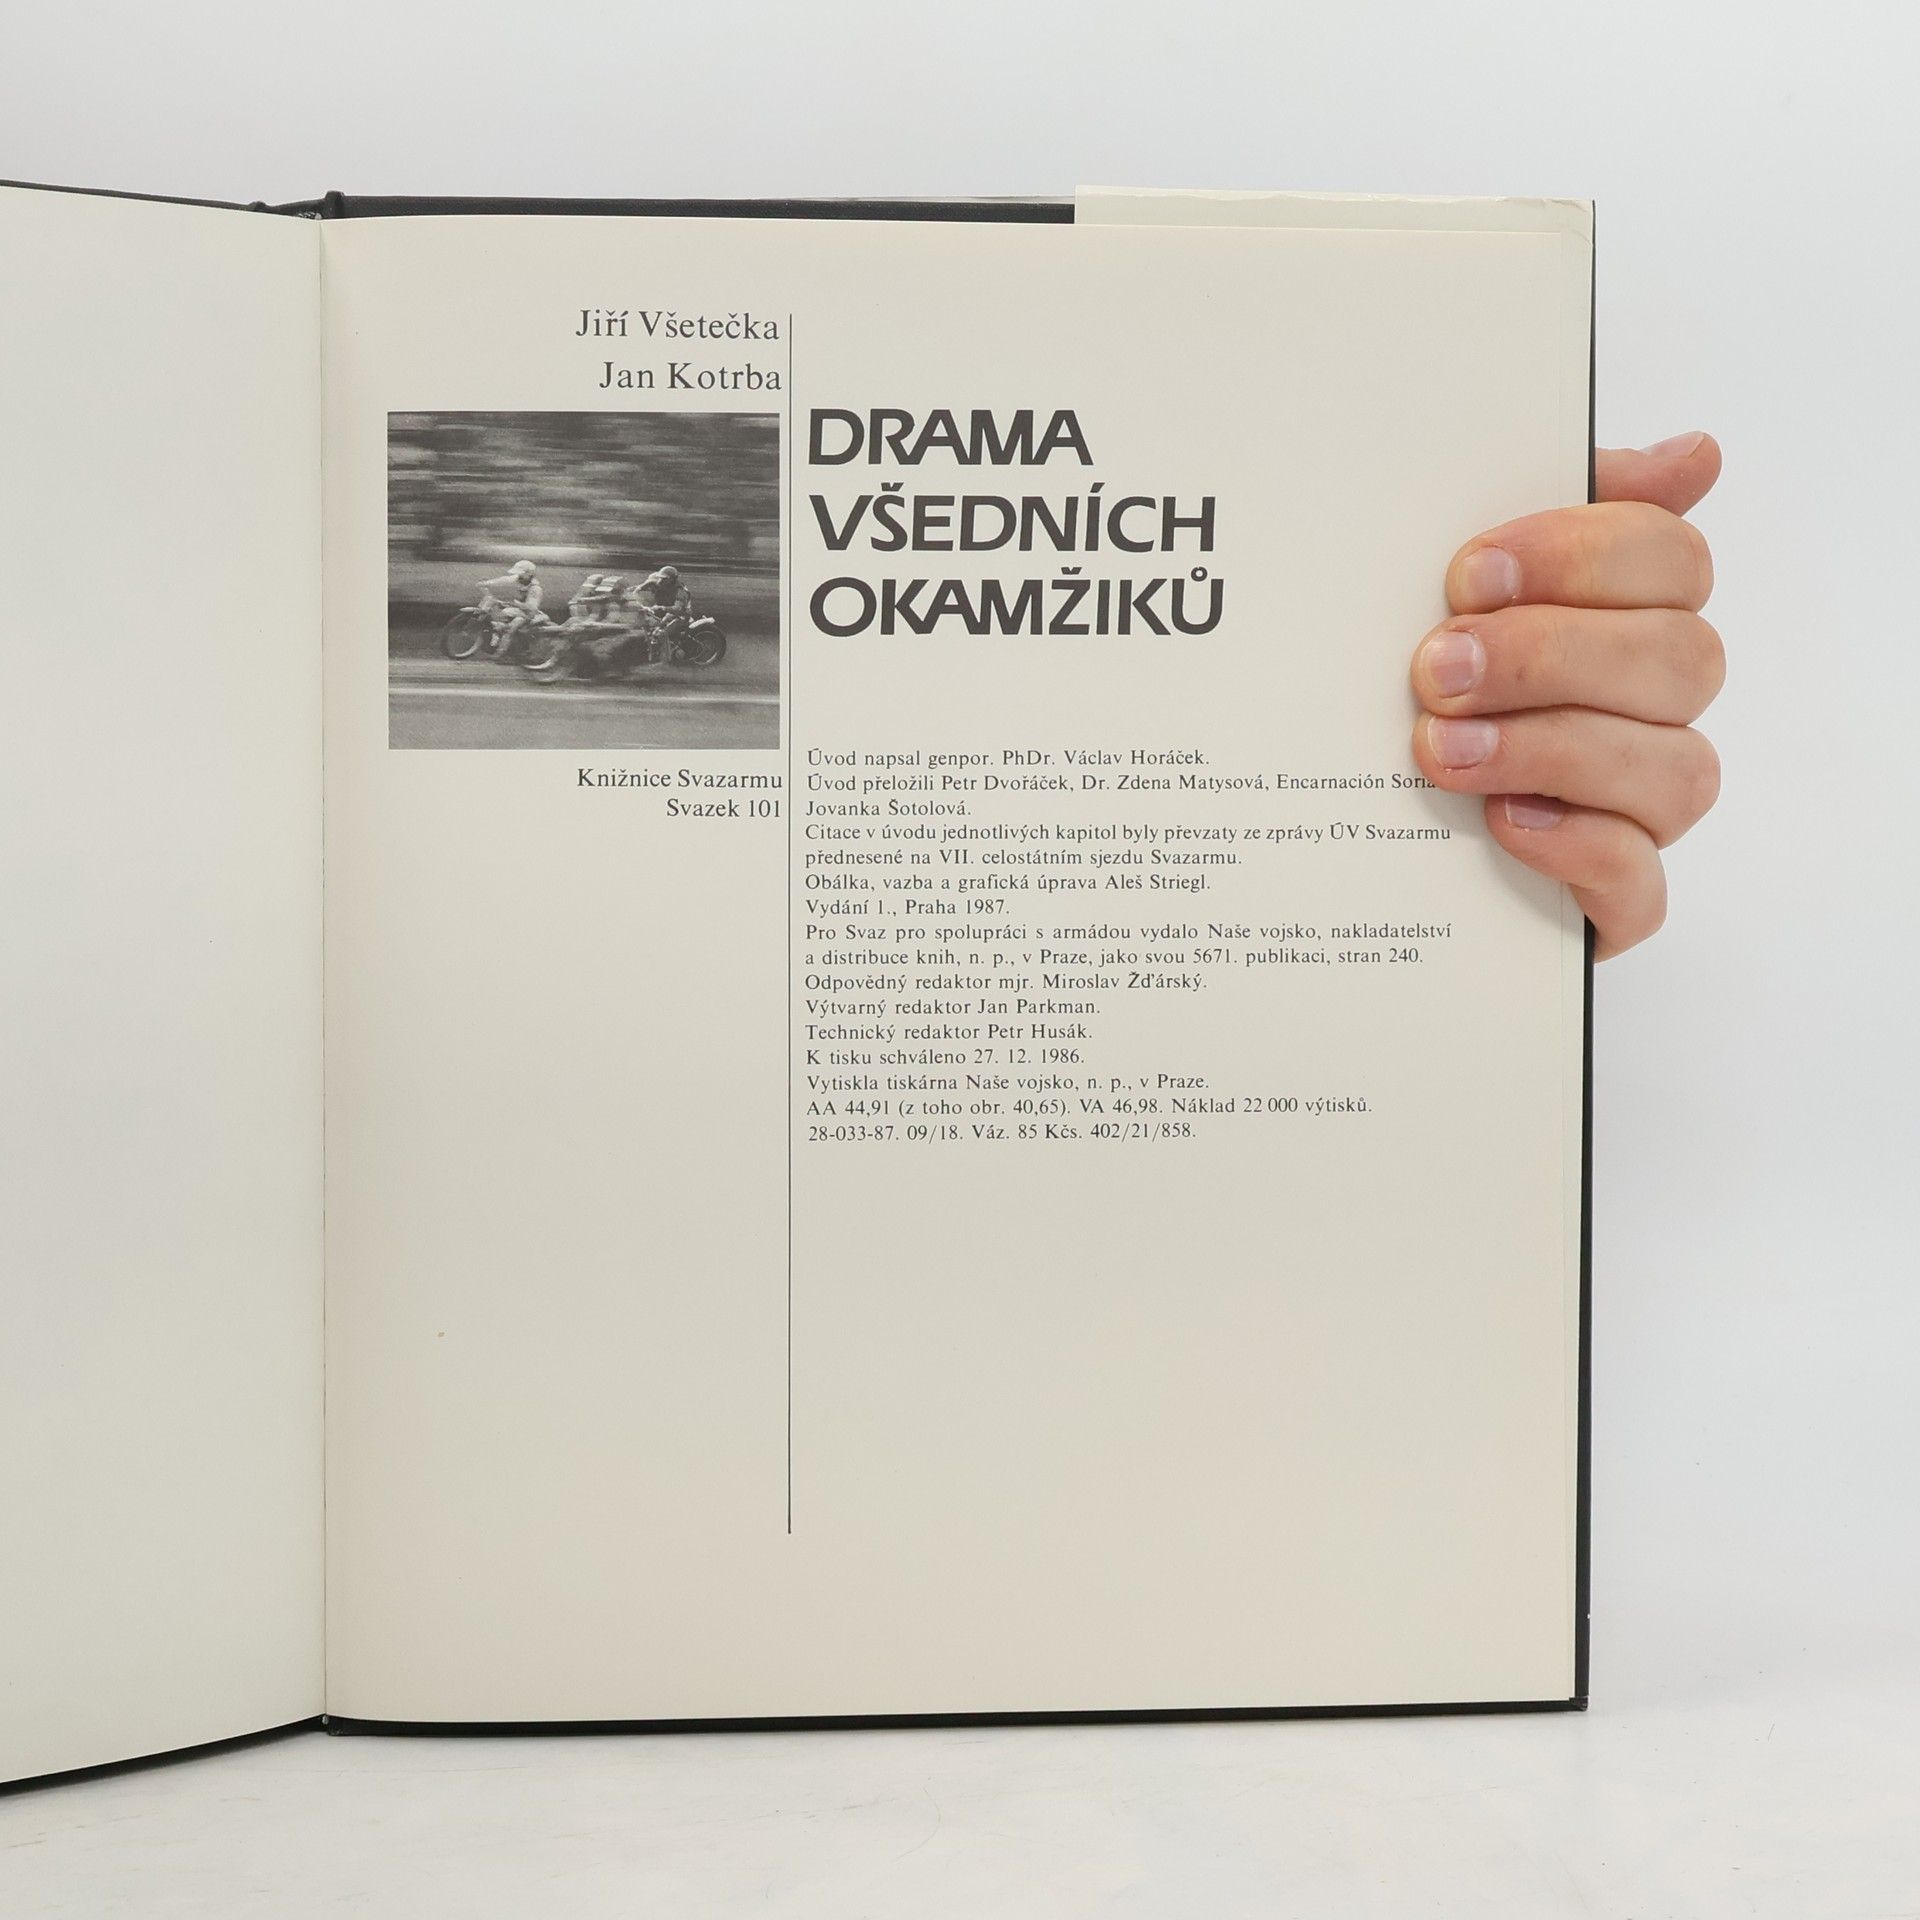 Jiří Všetečka
Jan Kotrba
DRAMA
VŠEDNÍCH
OKAMŽIKŮ
Knižnice Svazarmu
Svazek 101
Úvod napsal genpor. PhDr. Václav Horáček.
Úvod přeložili Petr Dvořáček, Dr. Zdena Matysová, Encarnación
Jovanka Šotolová.
Citace v úvodu jednotlivých kapitol byly převzaty ze zprávy ÚV Svazarmu
přednesené na VII. celostátním sjezdu Svazarmu.
Obálka, vazba a grafická úprava Aleš Striegl.
Vydání 1., Praha 1987.
Pro Svaz pro spolupráci s armádou vydalo Naše vojsko, nakladatelství
a distribuce knih, n. p., v Praze, jako svou 5671. publikaci, stran 240.
Odpovědný redaktor mjr. Miroslav Žďárský.
Výtvarný redaktor Jan Parkman.
Technický redaktor Petr Husák.
K tisku schváleno 27. 12. 1986.
Vytiskla tiskárna Naše vojsko, n. p., v Praze.
AA 44,91 (z toho obr. 40,65). VA 46,98. Náklad 22 000 výtisků.
28-033-87. 09/18. Váz. 85 Kčs. 402/21/858.